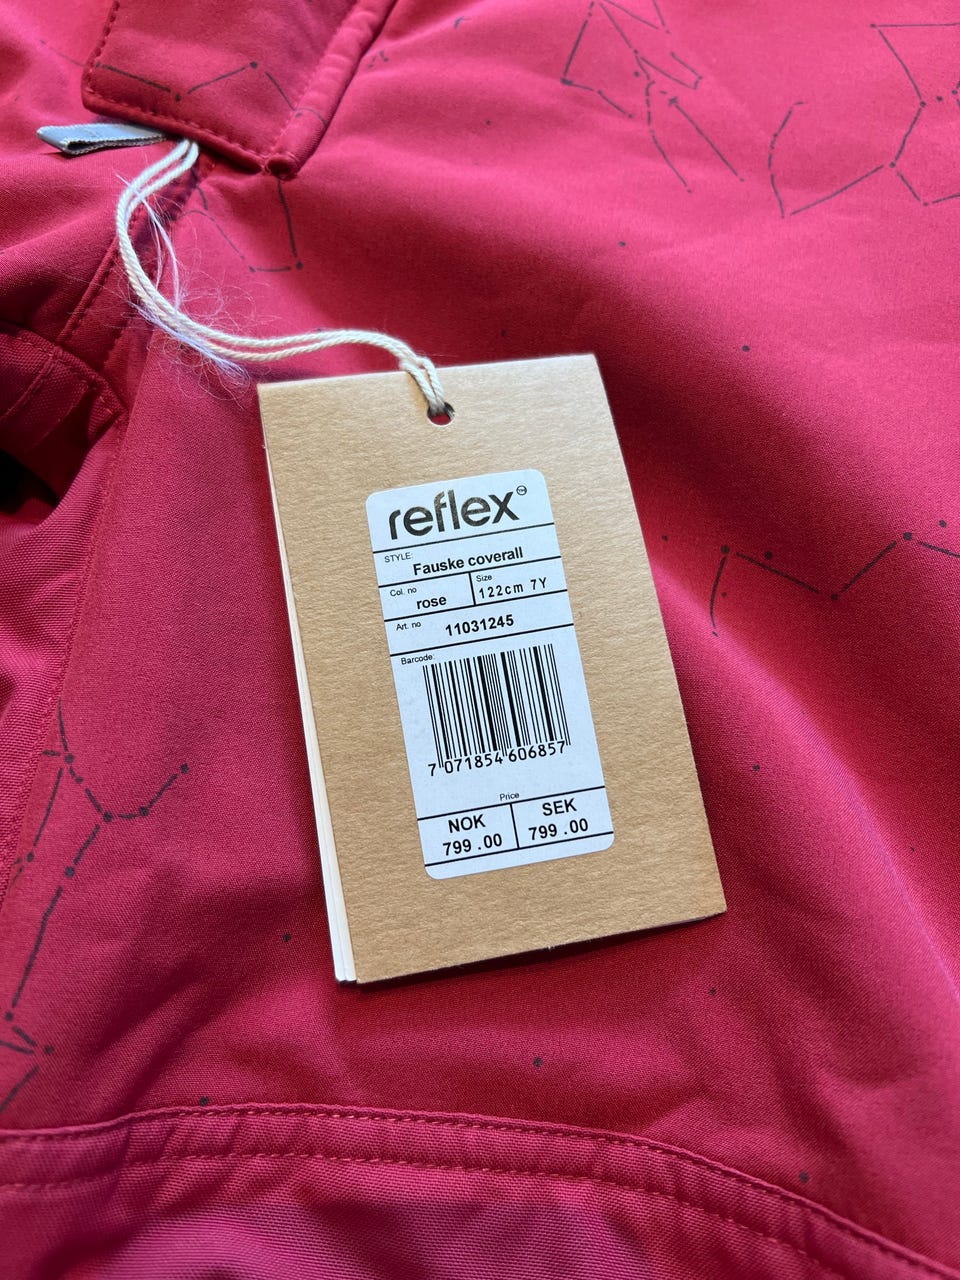 reflex™
STYLE:
Fauske coverall
Col. no
rose
Size
122cm 7Y
Art. no
11031245
Barcode:
7 071854 606857
Price
NOK
799 .00
SEK
799 .00